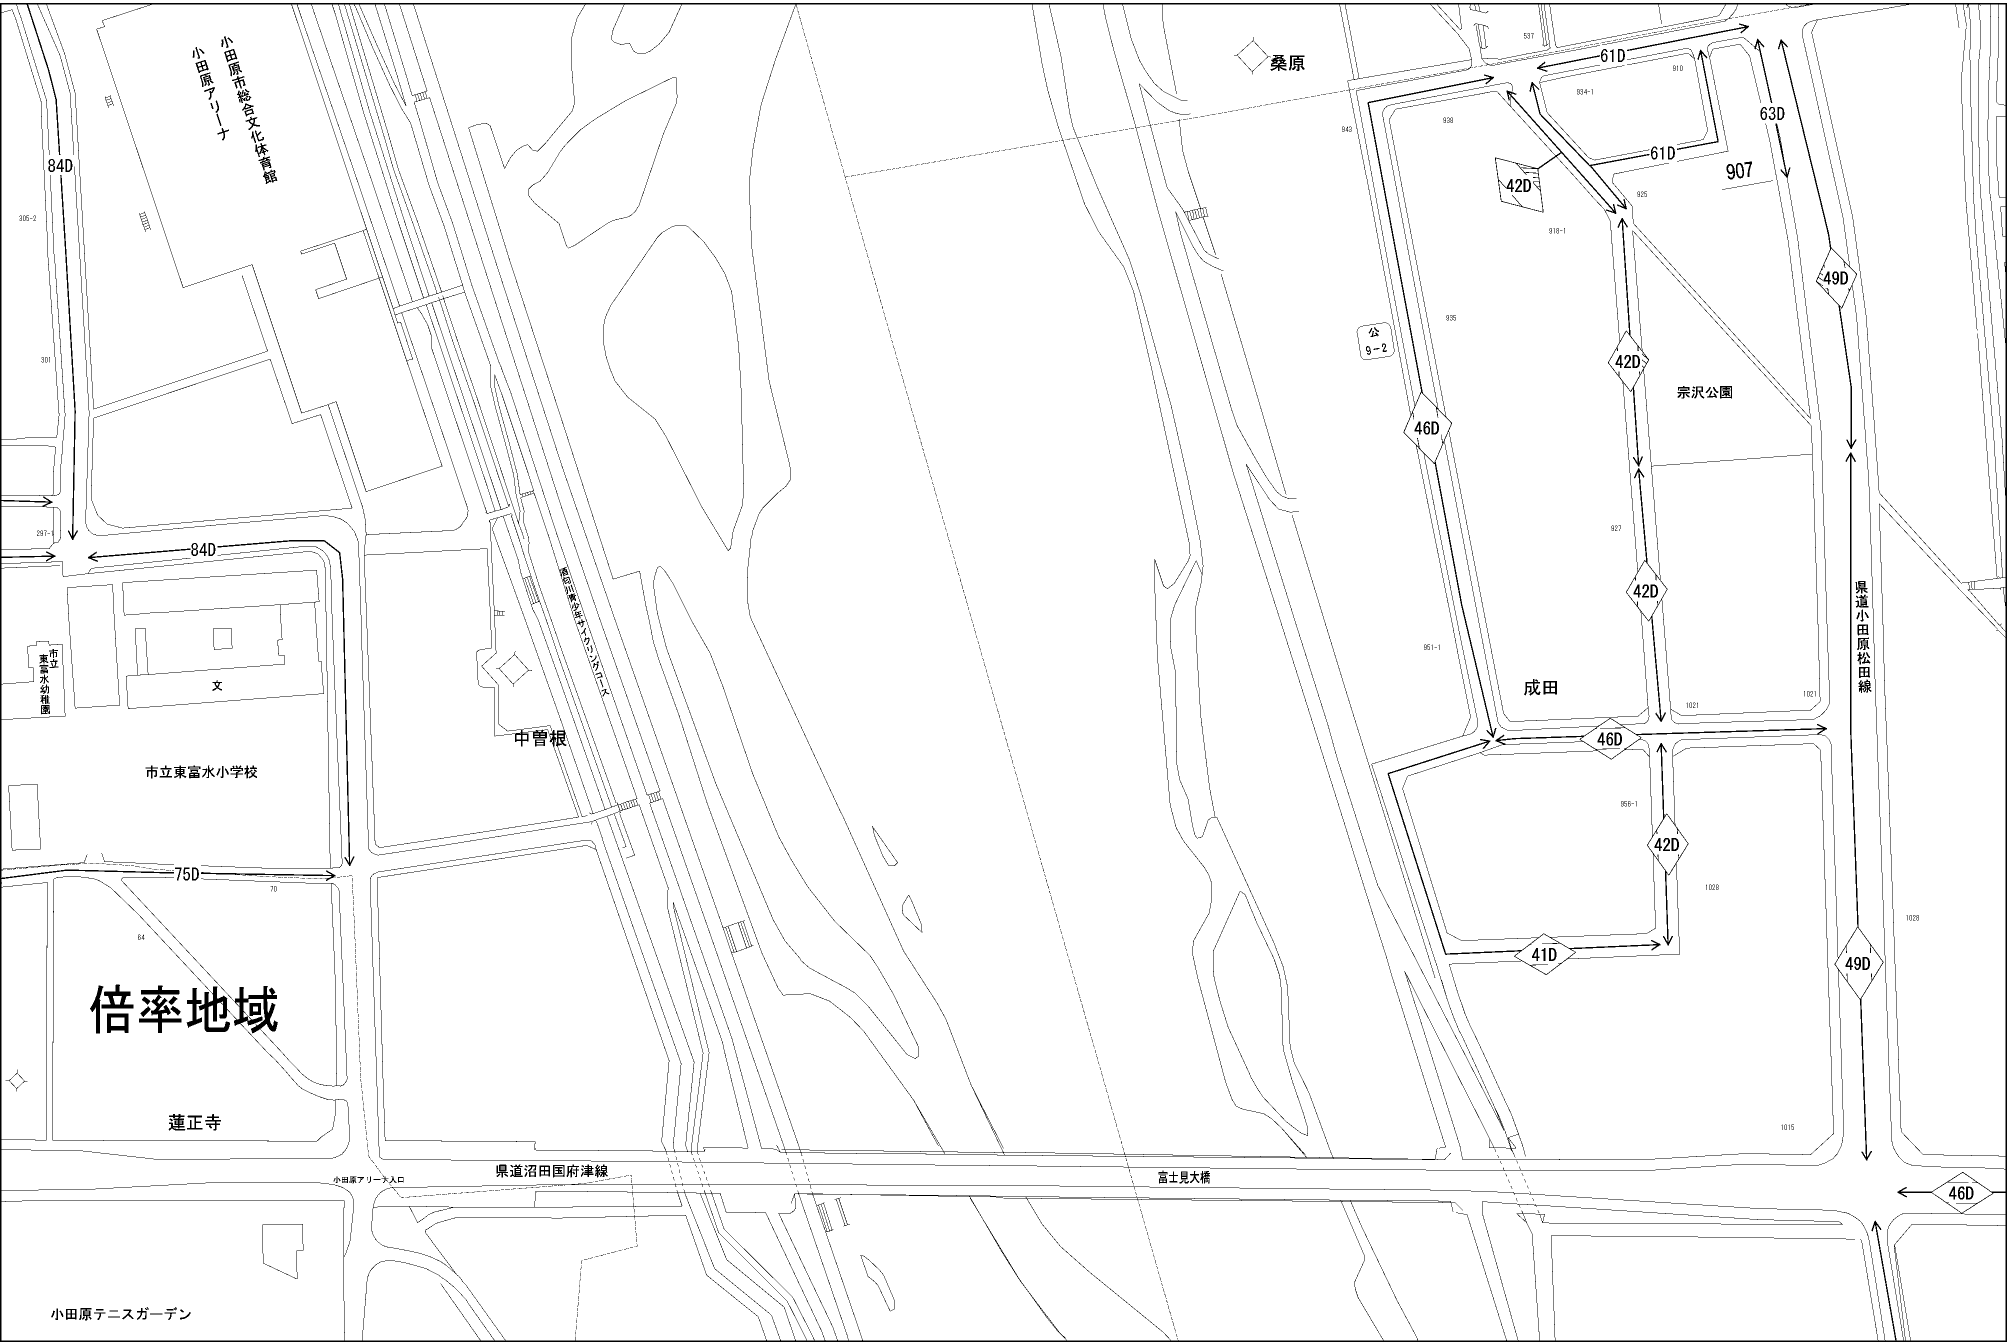 537
桑原
61D
910
934-1
63D
938
943
61D
907
42D
925
918-1
84D
小田原市総合文化体育館
小田原アリーナ
305-2
49D
935
公
9-2
301
42D
宗沢公園
46D
927
297-1
84D
42D
酒匂川青少年サイクリングコース
県道小田原松田線
951-1
市立
東富水幼稚園
文
成田
1021
1021
中曽根
46D
市立東富水小学校
956-1
42D
75D
70
1028
1028
64
41D
49D
倍率地域
蓮正寺
1015
県道沼田国府津線
小田原アリーナ入口
富士見大橋
46D
小田原テニスガーデン